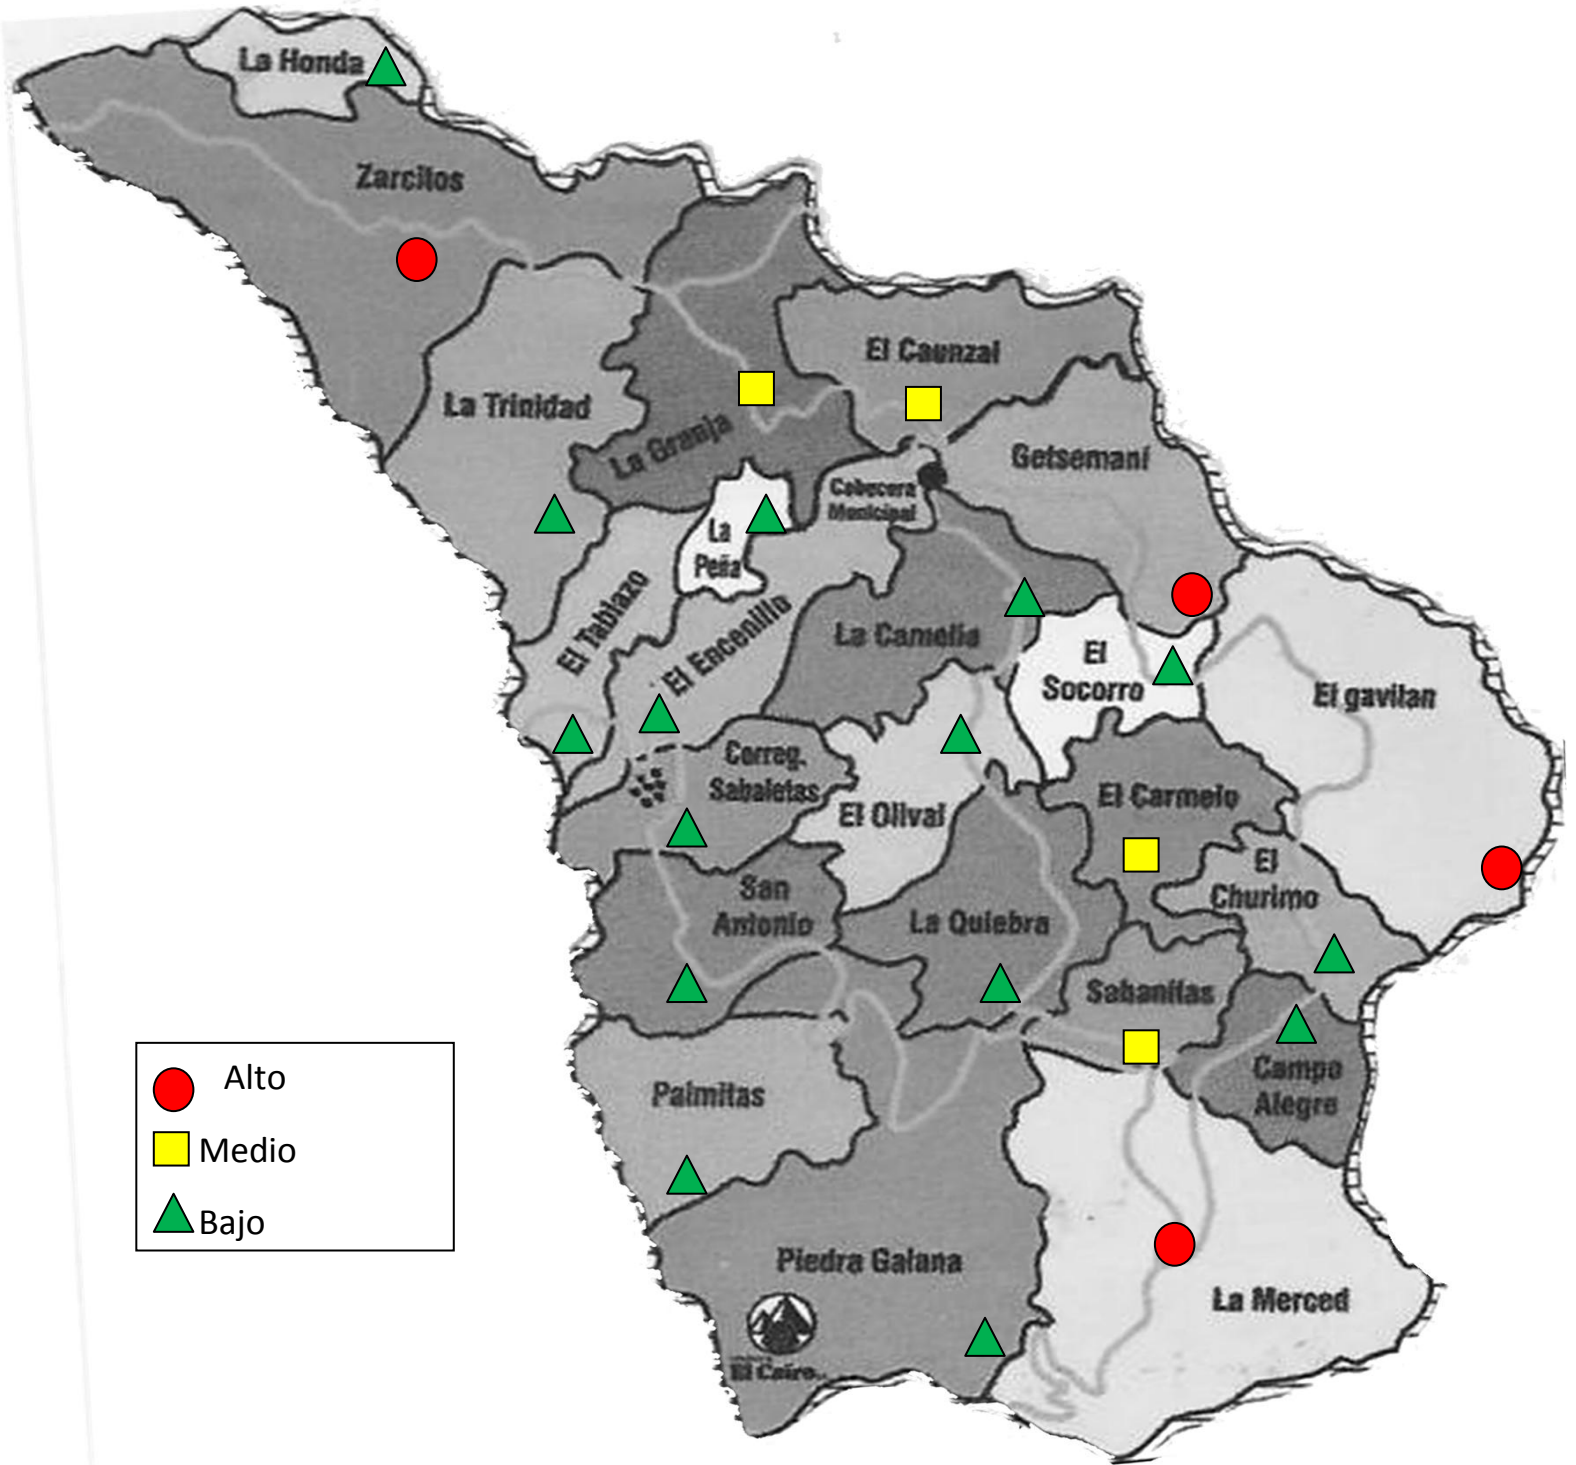 La Honda
Zarcitos
El Caunzal
La Trinidad
La Granja
Getsemaní
Cabecera
Municipal
La
Peña
El Tablazo
El Encenillo
La Camelia
El
Socorro
El gavilan
Correg.
Sabaletas
El Olival
El Carmelo
El
Churimo
San
Antonio
La Quiebra
Sabanitas
Campo
Alegre
Palmitas
Piedra Galana
La Merced
El Cairo
Alto
Medio
Bajo